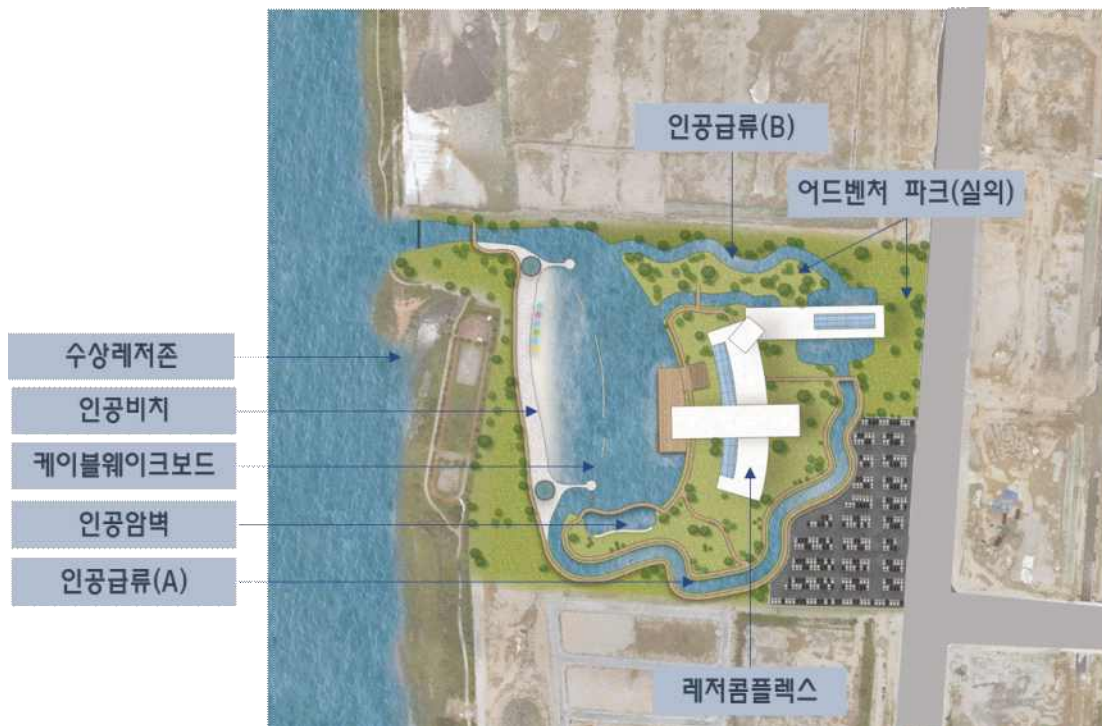 인공급류(B)
어드벤처 파크(실외)
수상레저존
인공비치
케이블웨이크보드
인공암벽
인공급류(A)
레저콤플렉스